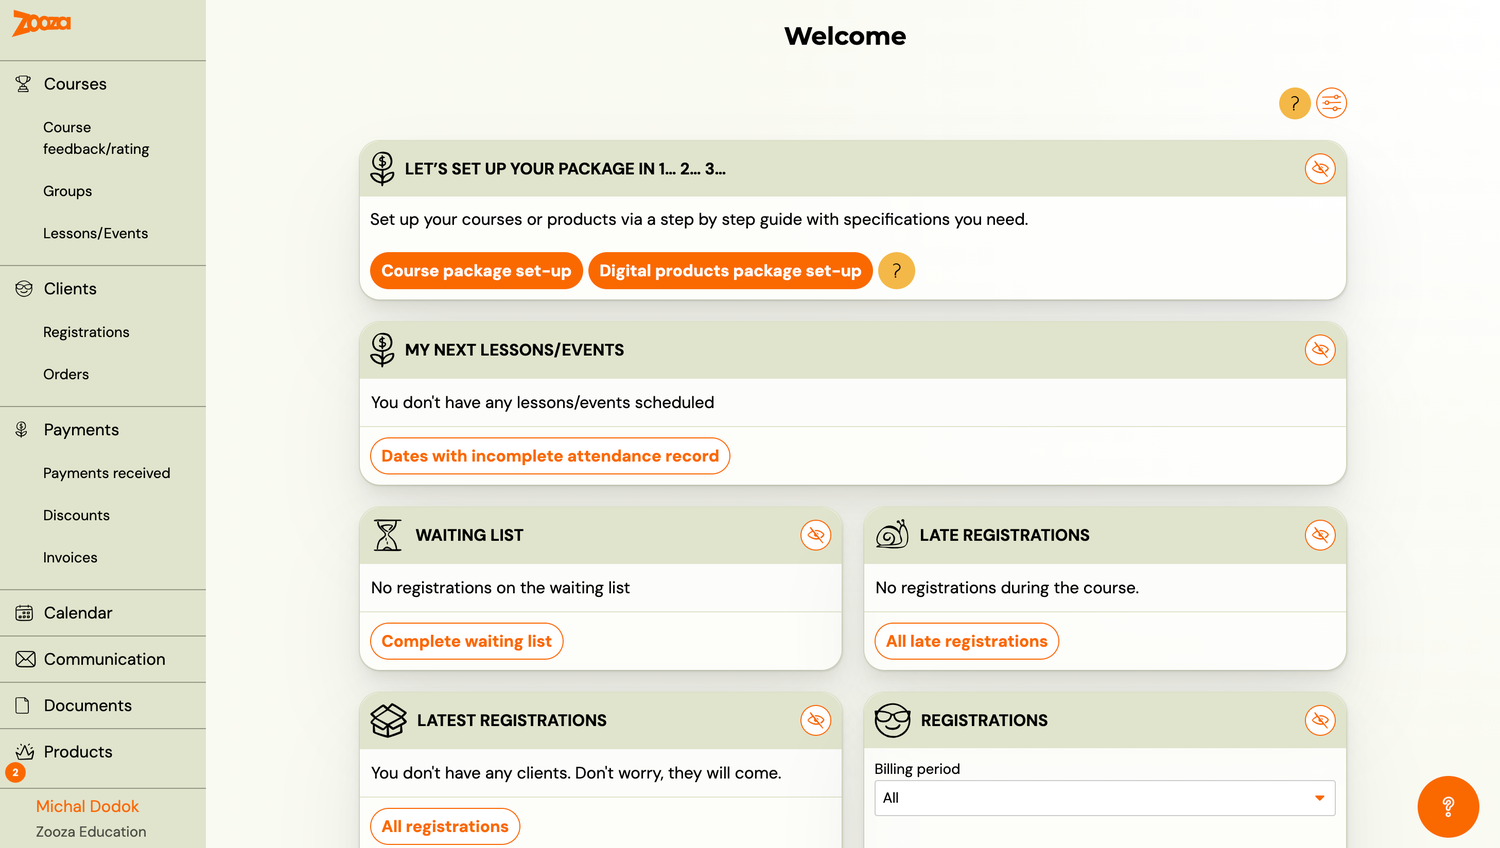 Zooza
Courses
Course
feedback/rating
Groups
Lessons/Events
Clients
Registrations
Orders
Payments
Payments received
Discounts
Invoices
Calendar
Communication
Documents
Products
2
Michal Dodok
Zooza Education
Welcome
?
LET'S SET UP YOUR PACKAGE IN 1... 2... 3...
Set up your courses or products via a step by step guide with specifications you need.
Course package set-up Digital products package set-up ?
MY NEXT LESSONS/EVENTS
You don't have any lessons/events scheduled
Dates with incomplete attendance record
WAITING LIST
No registrations on the waiting list
Complete waiting list
LATE REGISTRATIONS
No registrations during the course.
All late registrations
LATEST REGISTRATIONS
You don't have any clients. Don't worry, they will come.
All registrations
REGISTRATIONS
Billing period
All
?